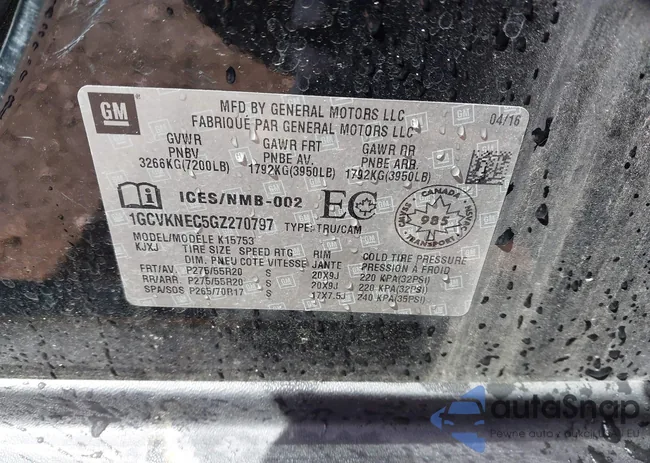 GM
MFD BY GENERAL MOTORS LLC
FABRIQUÉ PAR GENERAL MOTORS LLC
04/16
GVWR GAWR FRT GAWR RR
PNBV PNBE AV. PNBE ARR
3266KG(7200LB) 1792KG(3950LB) 1792KG(3950LB)
ICES/NMB-002 EC
CANADA
985
TRANSPORT
1GCVKNEC5GZ270797 TYPE:TRU/CAM
MODEL/MODÈLE K15753
KJXJ TIRE SIZE SPEED RTG RIM COLD TIRE PRESSURE
DIM. PNEU COTE VITESSE JANTE PRESSION A FROID
FRT/AV. P275/55R20 S 20X9J 220 KPA(32PSI)
RR/ARR. P275/55R20 S 20X9J 220 KPA(32PSI)
SPA/SOS P265/70R17 S 17X7.5J 240 KPA(35PSI)
autoSnap
Pewne auto z